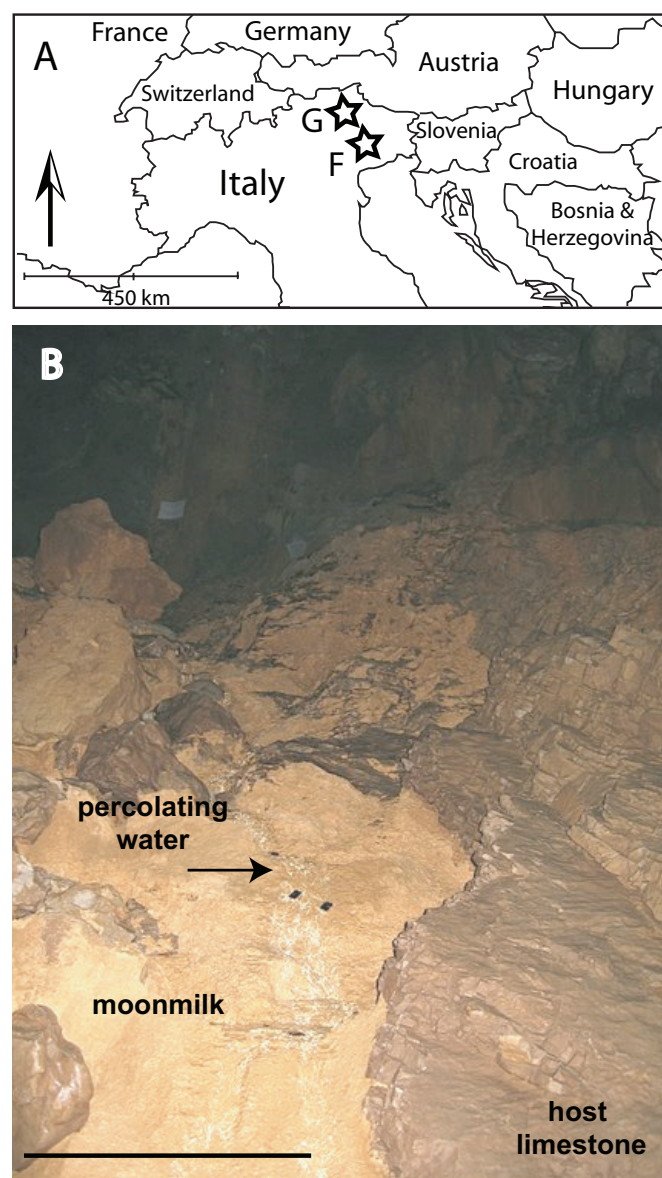 A
France
Germany
Austria
Hungary
Switzerland
G
Slovenia
F
Croatia
Italy
Bosnia &
Herzegovina
450 km
B
percolating
water
moonmilk
host
limestone